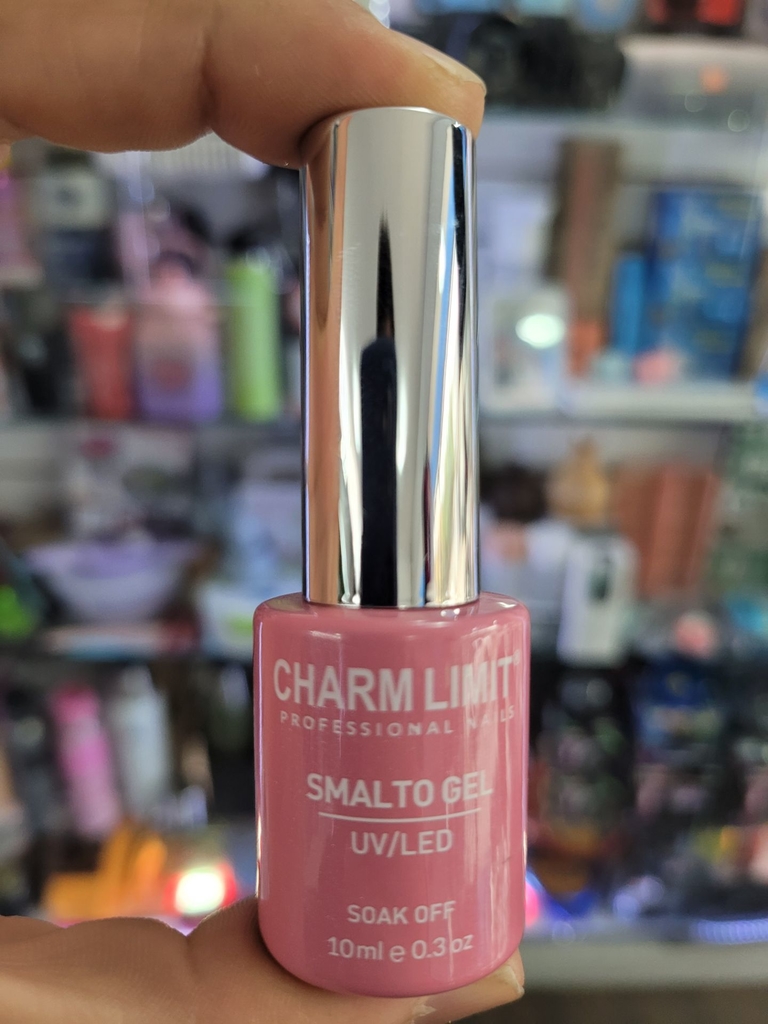 CHARM LIMIT®
PROFESSIONAL NAILS
SMALTO GEL
UV/LED
SOAK OFF
10ml e 0.3 oz